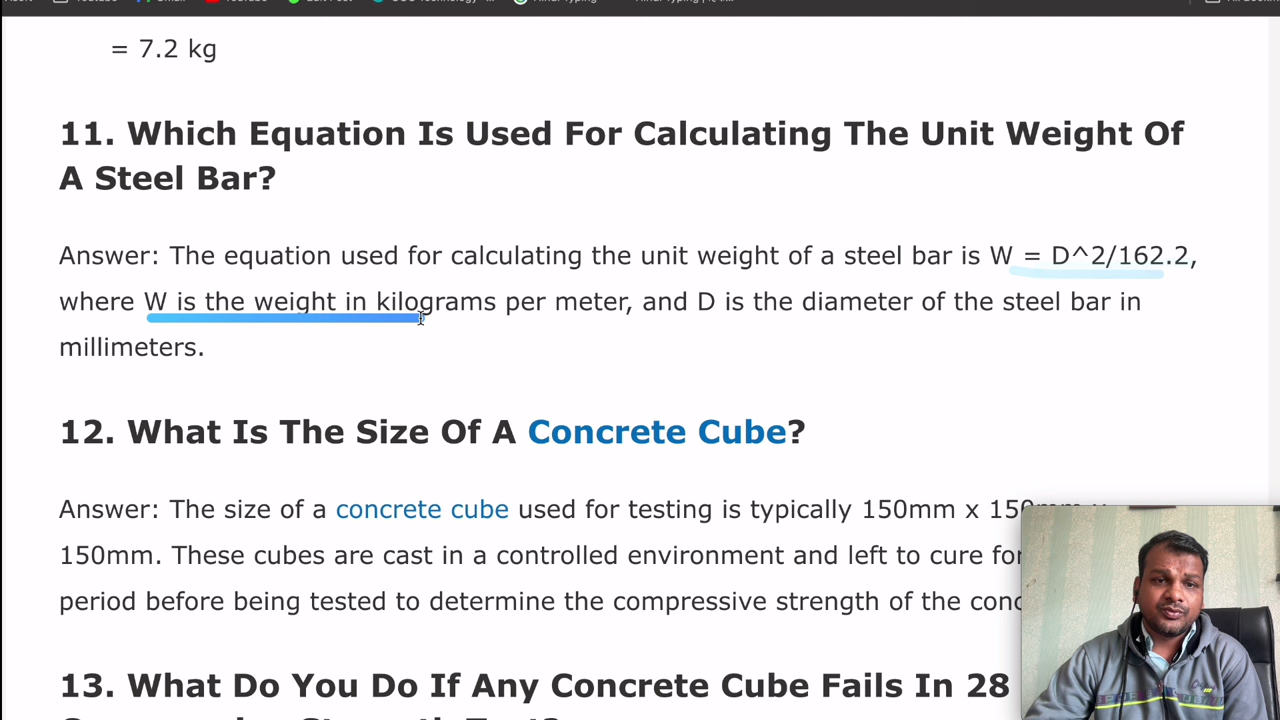 = 7.2 kg
11. Which Equation Is Used For Calculating The Unit Weight Of
A Steel Bar?
Answer: The equation used for calculating the unit weight of a steel bar is W = D^2/162.2,
where W is the weight in kilograms per meter, and D is the diameter of the steel bar in
millimeters.
12. What Is The Size Of A Concrete Cube?
Answer: The size of a concrete cube used for testing is typically 150mm x 150mm x
150mm. These cubes are cast in a controlled environment and left to cure for
period before being tested to determine the compressive strength of the
13. What Do You Do If Any Concrete Cube Fails In 28